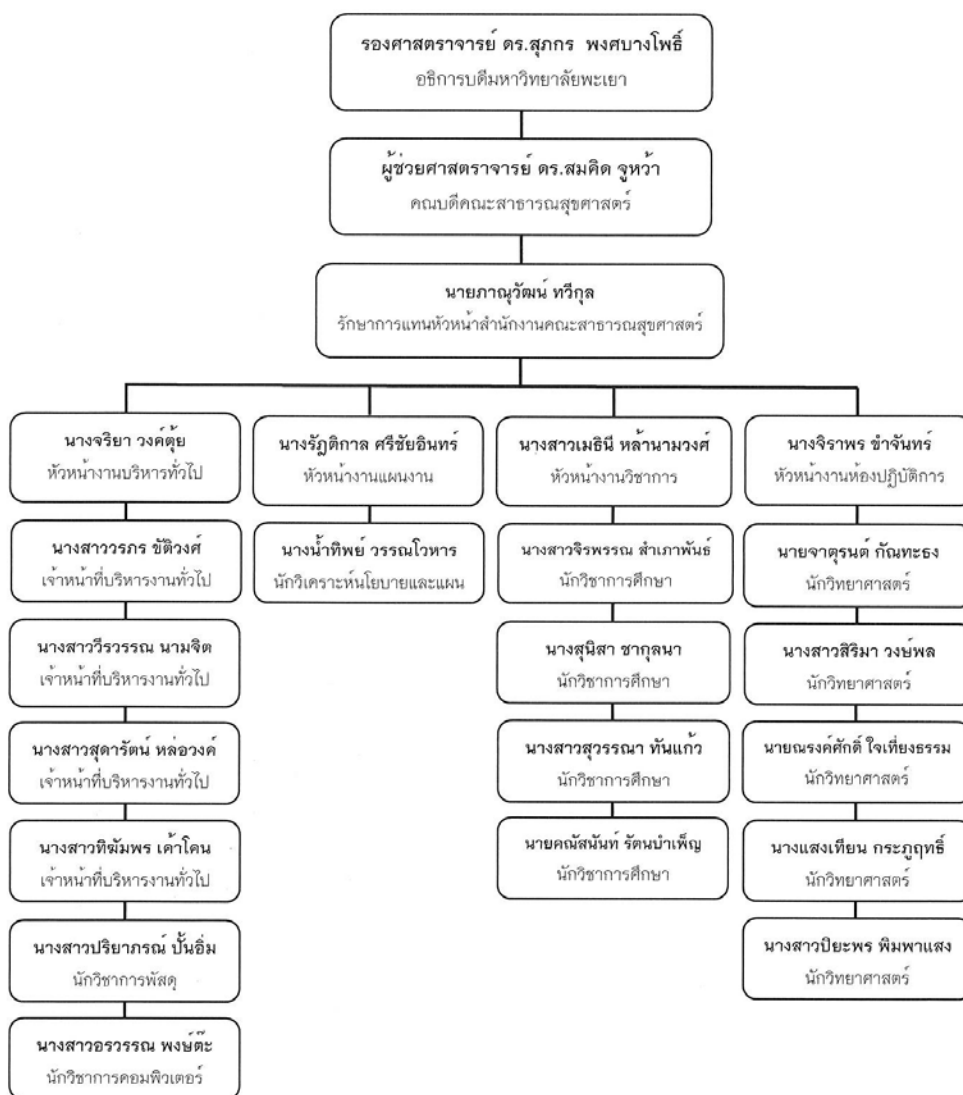 รองศาสตราจารย์ ดร.สุภกร พงศบางโพธิ์
อธิการบดีมหาวิทยาลัยพะเยา
ผู้ช่วยศาสตราจารย์ ดร.สมคิด จูหว้า
คณบดีคณะสาธารณสุขศาสตร์
นายภาณุวัฒน์ ทวีกุล
รักษาการแทนหัวหน้าสำนักงานคณะสาธารณสุขศาสตร์
นางจริยา วงค์ตุ้ย
หัวหน้างานบริหารทั่วไป
นางสาววรภร ขัติวงศ์
เจ้าหน้าที่บริหารงานทั่วไป
นางสาววีรวรรณ นามจิต
เจ้าหน้าที่บริหารงานทั่วไป
นางสาวสุดารัตน์ หล่อวงค์
เจ้าหน้าที่บริหารงานทั่วไป
นางสาวทิฆัมพร เค้าโคน
เจ้าหน้าที่บริหารงานทั่วไป
นางสาวปริยาภรณ์ ปั้นอิ่ม
นักวิชาการพัสดุ
นางสาวอรวรรณ พงษ์ต๊ะ
นักวิชาการคอมพิวเตอร์
นางรัฎติกาล ศรีชัยอินทร์
หัวหน้างานแผนงาน
นางน้ำทิพย์ วรรณโวหาร
นักวิเคราะห์นโยบายและแผน
นางสาวเมธินี หล้านามวงศ์
หัวหน้างานวิชาการ
นางสาวจิรพรรณ สำเภาพันธ์
นักวิชาการศึกษา
นางสุนิสา ชากุลนา
นักวิชาการศึกษา
นางสาวสุวรรณา ทันแก้ว
นักวิชาการศึกษา
นายคณัสนันท์ รัตนบำเพ็ญ
นักวิชาการศึกษา
นางจิราพร ขำจันทร์
หัวหน้างานห้องปฏิบัติการ
นายจาตุรนต์ กัณทะธง
นักวิทยาศาสตร์
นางสาวสิริมา วงษ์พล
นักวิทยาศาสตร์
นายณรงค์ศักดิ์ ใจเที่ยงธรรม
นักวิทยาศาสตร์
นางแสงเทียน กระภูฤทธิ์
นักวิทยาศาสตร์
นางสาวปิยะพร พิมพาแสง
นักวิทยาศาสตร์